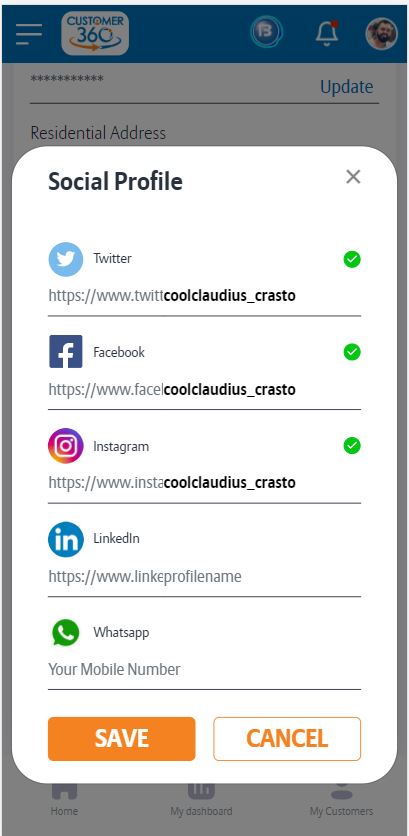 CUSTOMER
360
B
***********
Update
Residential Address
Social Profile
Twitter
https://www.twittcoolclaudius_crasto
Facebook
https://www.facelcoolclaudius_crasto
Instagram
https://www.instacoolclaudius_crasto
LinkedIn
https://www.linkeprofilename
Whatsapp
Your Mobile Number
SAVE CANCEL
Home My dashboard My Customers